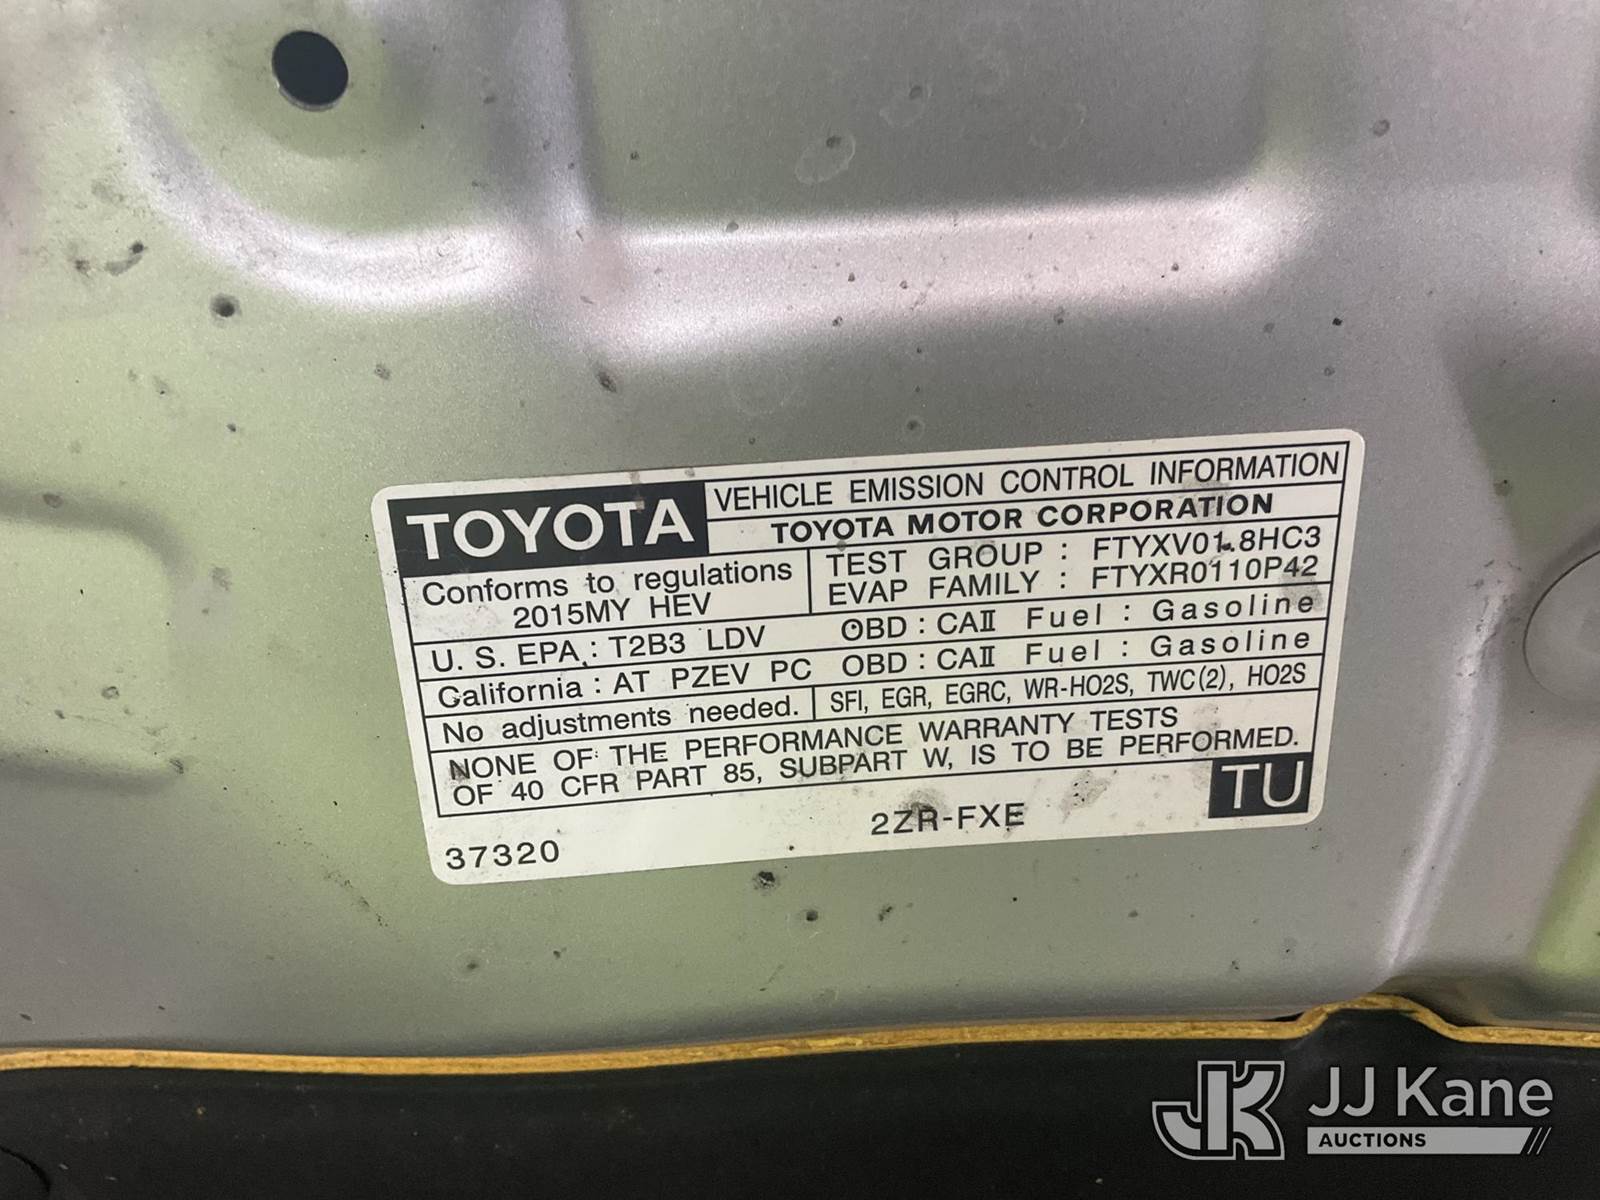 TOYOTA
VEHICLE EMISSION CONTROL INFORMATION
TOYOTA MOTOR CORPORATION
Conforms to regulations
2015MY HEV
TEST GROUP : FTYXV01.8HC3
EVAP FAMILY : FTYXR0110P42
U. S. EPA : T2B3 LDV OBD : CAII Fuel : Gasoline
California : AT PZEV PC OBD : CAII Fuel : Gasoline
No adjustments needed. SFI, EGR, EGRC, WR-HO2S, TWC(2), HO2S
NONE OF THE PERFORMANCE WARRANTY TESTS
OF 40 CFR PART 85, SUBPART W, IS TO BE PERFORMED.
TU
37320 2ZR-FXE
JK JJ Kane
AUCTIONS